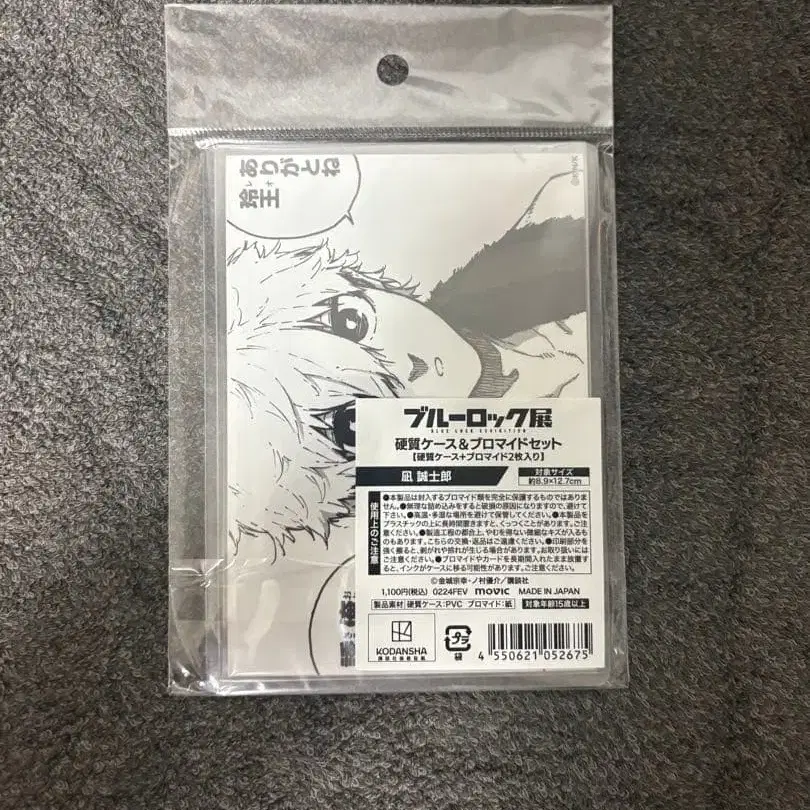 ありがとね
玲王
レオ
ブルーロック展
BLUE LOCK EXHIBITION
硬質ケース&ブロマイドセット
【硬質ケース+ブロマイド2枚入り】
凪 誠士郎
対象サイズ
約8.9×12.7cm
使用上のご注意
●本製品は封入するブロマイド類を完全に保護するものではありま
せん。●無理な詰め込みをすると破損の原因になりますので、避けて
下さい。●高温・多湿な場所を避けて保管してください。●本製品を
プラスチックの上に長時間置きますと、くっつくことがあります。ご注
意ください。●製造工程の都合上、やむを得ない微細なキズが入るも
のもあります。こちらの交換・返品はご遠慮ください。●印刷部分を
強く擦ると、剥がれや掠れが生じる場合があります。お取り扱いには
ご注意ください。●ブロマイドやカードを長期間入れたまま放置す
ると、インクがケースに移る可能性があります。ご注意ください。
©金城宗幸・ノ村優介/講談社
1,100円(税込) 0224FEV movic MADE IN JAPAN
製品素材 硬質ケース:PVC ブロマイド:紙 対象年齢15歳以上
KODANSHA
プラ
袋
4 550621 052675